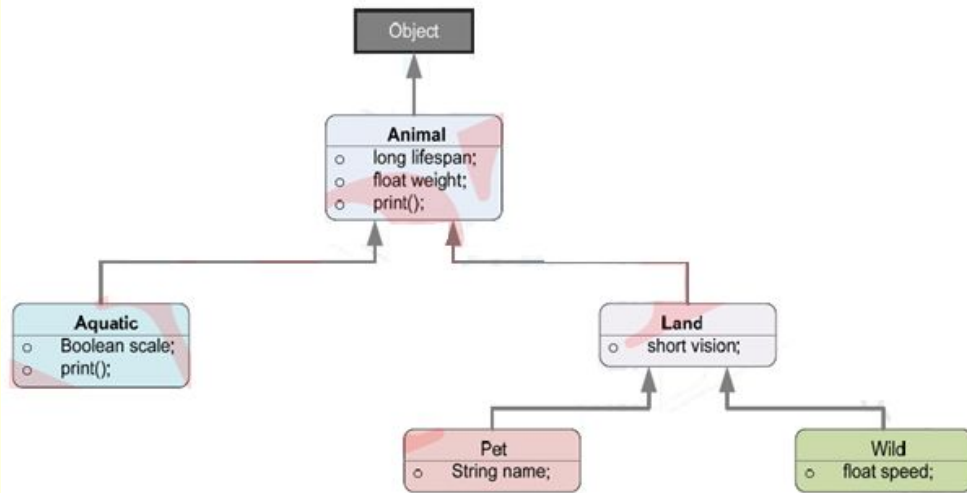 Object
Animal
long lifespan;
float weight;
print();
Aquatic
Boolean scale;
print();
Land
short vision;
Pet
String name;
Wild
float speed;